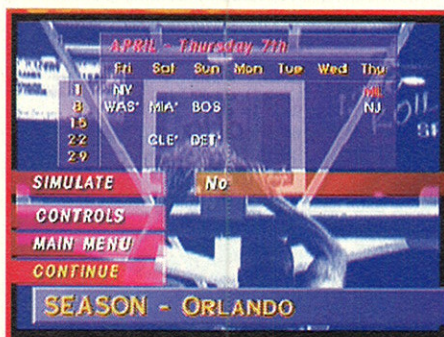 APRIL - Thursday 7th
Fri Sat Sun Mon Tue Wed Thu
1 NY MIL
8 WAS* MIA* BOS NJ
15
22 CLE* DET*
29
SIMULATE No
CONTROLS
MAIN MENU
CONTINUE
SEASON - ORLANDO